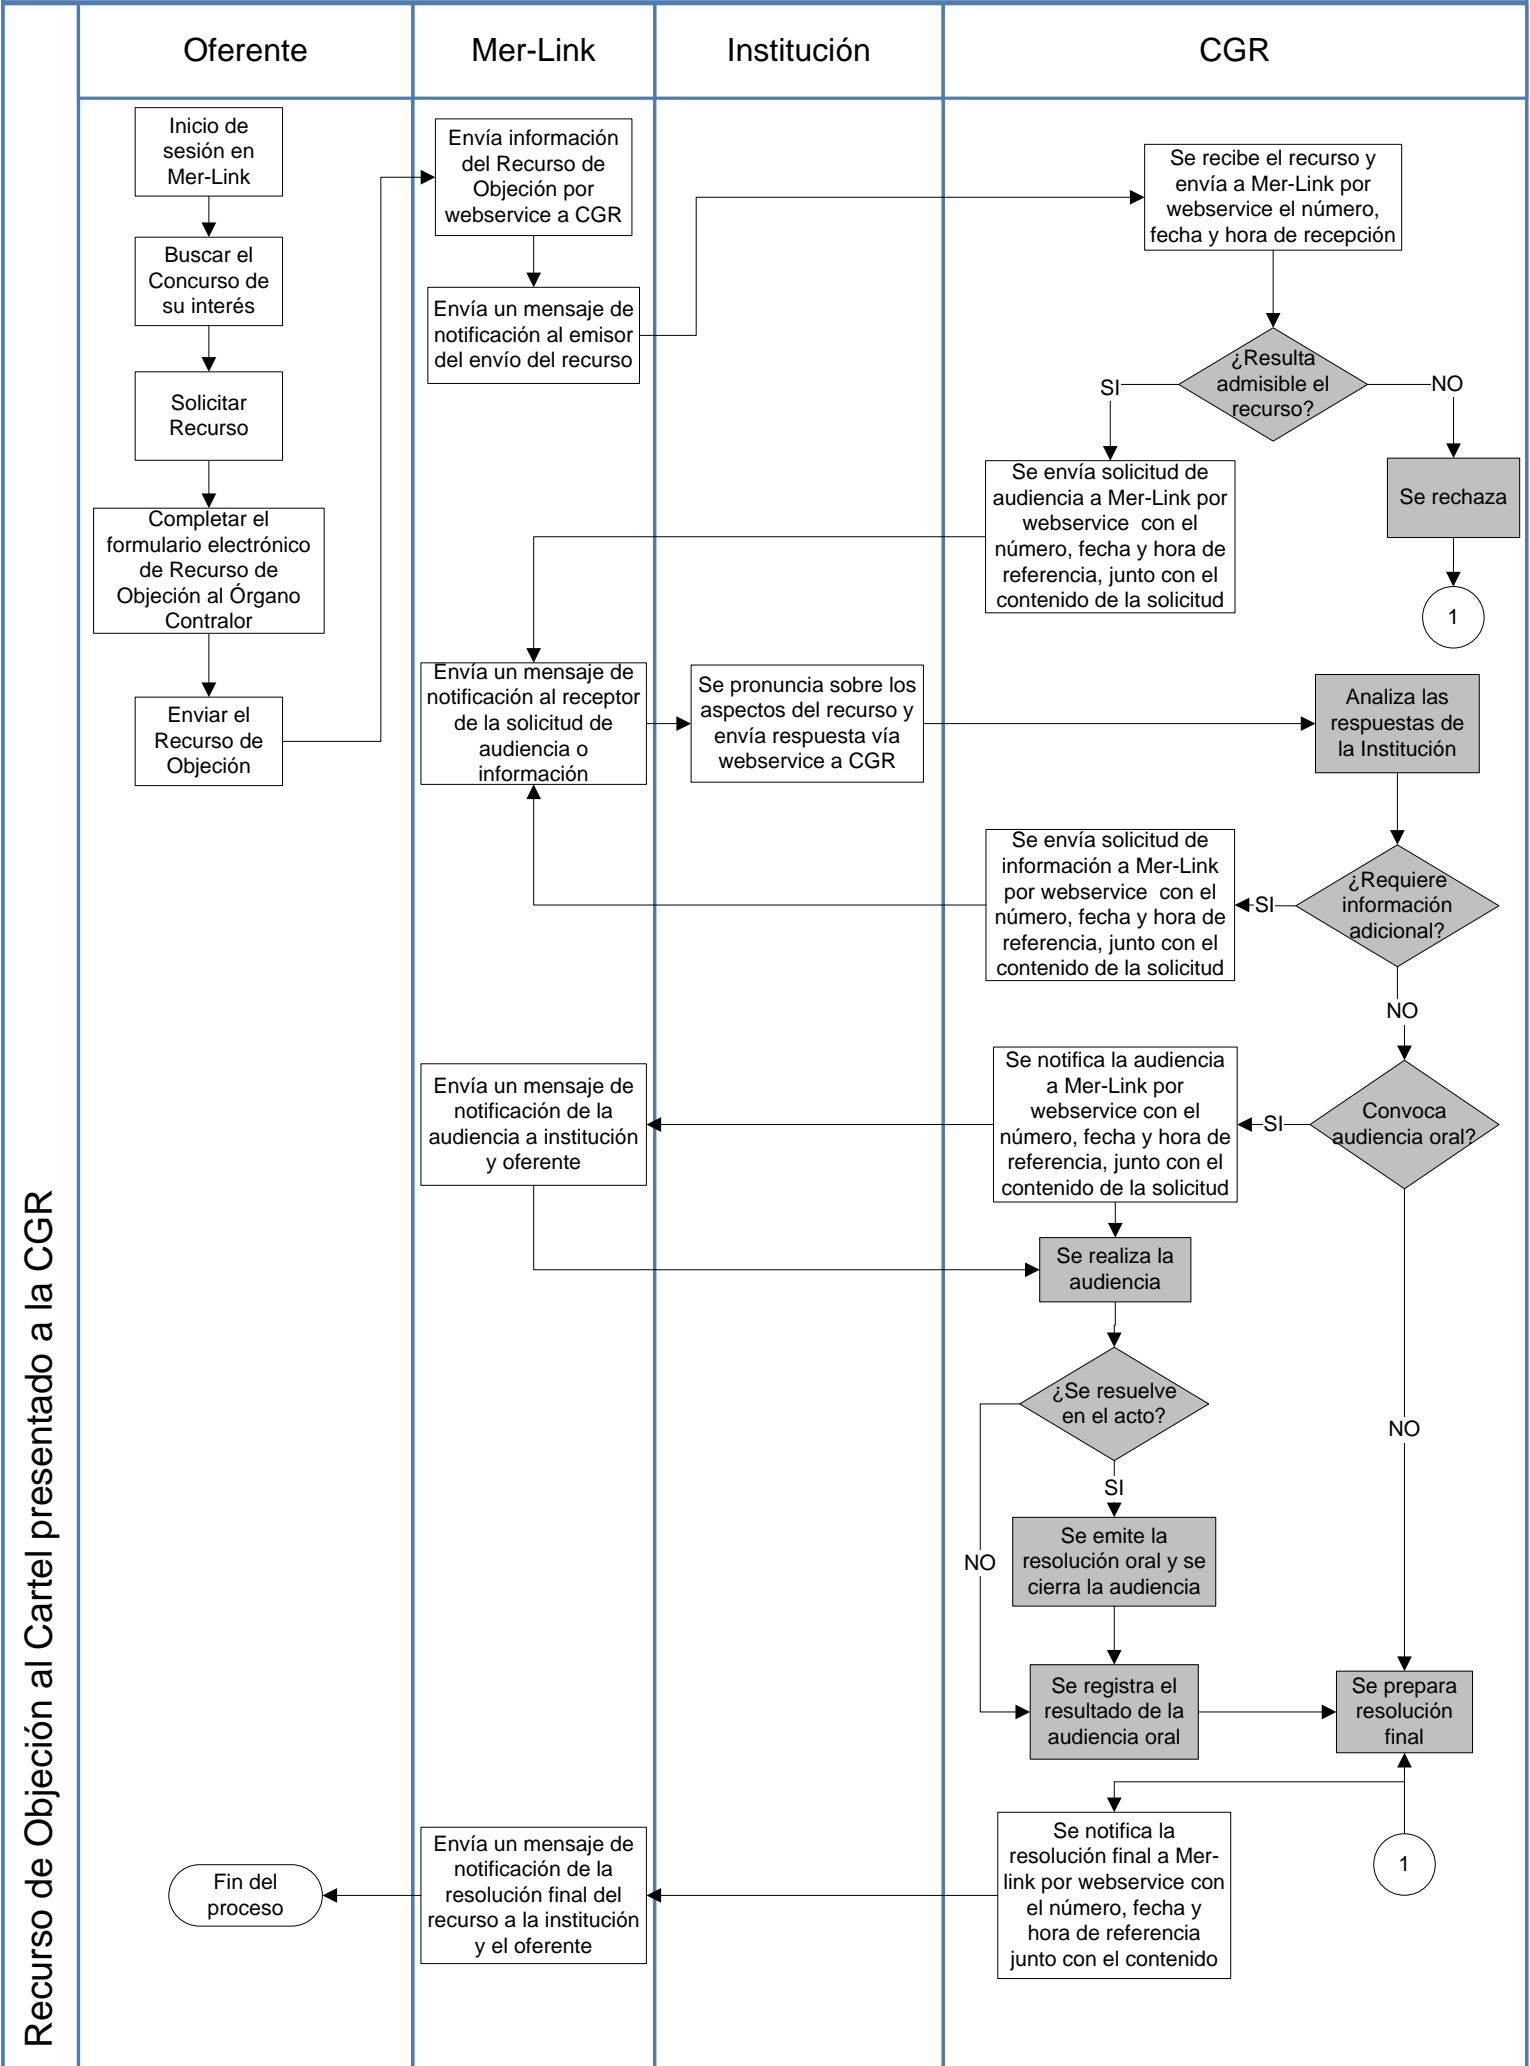 Recurso de Objeción al Cartel presentado a la CGR
Oferente
Mer-Link
Institución
CGR
Inicio de
sesión en
Mer-Link
Buscar el
Concurso de
su interés
Solicitar
Recurso
Completar el
formulario electrónico
de Recurso de
Objeción al Órgano
Contralor
Enviar el
Recurso de
Objeción
Envía información
del Recurso de
Objeción por
webservice a CGR
Envía un mensaje de
notificación al emisor
del envío del recurso
Se recibe el recurso y
envía a Mer-Link por
webservice el número,
fecha y hora de recepción
¿Resulta
admisible el
recurso?
SI
NO
Se envía solicitud de
audiencia a Mer-Link por
webservice con el
número, fecha y hora de
referencia, junto con el
contenido de la solicitud
Se rechaza
1
Envía un mensaje de
notificación al receptor
de la solicitud de
audiencia o
información
Se pronuncia sobre los
aspectos del recurso y
envía respuesta vía
webservice a CGR
Analiza las
respuestas de
la Institución
¿Requiere
información
adicional?
SI
Se envía solicitud de
información a Mer-Link
por webservice con el
número, fecha y hora de
referencia, junto con el
contenido de la solicitud
NO
Convoca
audiencia oral?
SI
Se notifica la audiencia
a Mer-Link por
webservice con el
número, fecha y hora de
referencia, junto con el
contenido de la solicitud
Envía un mensaje de
notificación de la
audiencia a institución
y oferente
Se realiza la
audiencia
¿Se resuelve
en el acto?
NO
SI
NO
Se emite la
resolución oral y se
cierra la audiencia
Se registra el
resultado de la
audiencia oral
Se prepara
resolución
final
1
Se notifica la
resolución final a Mer-
link por webservice con
el número, fecha y
hora de referencia
junto con el contenido
Envía un mensaje de
notificación de la
resolución final del
recurso a la institución
y el oferente
Fin del
proceso